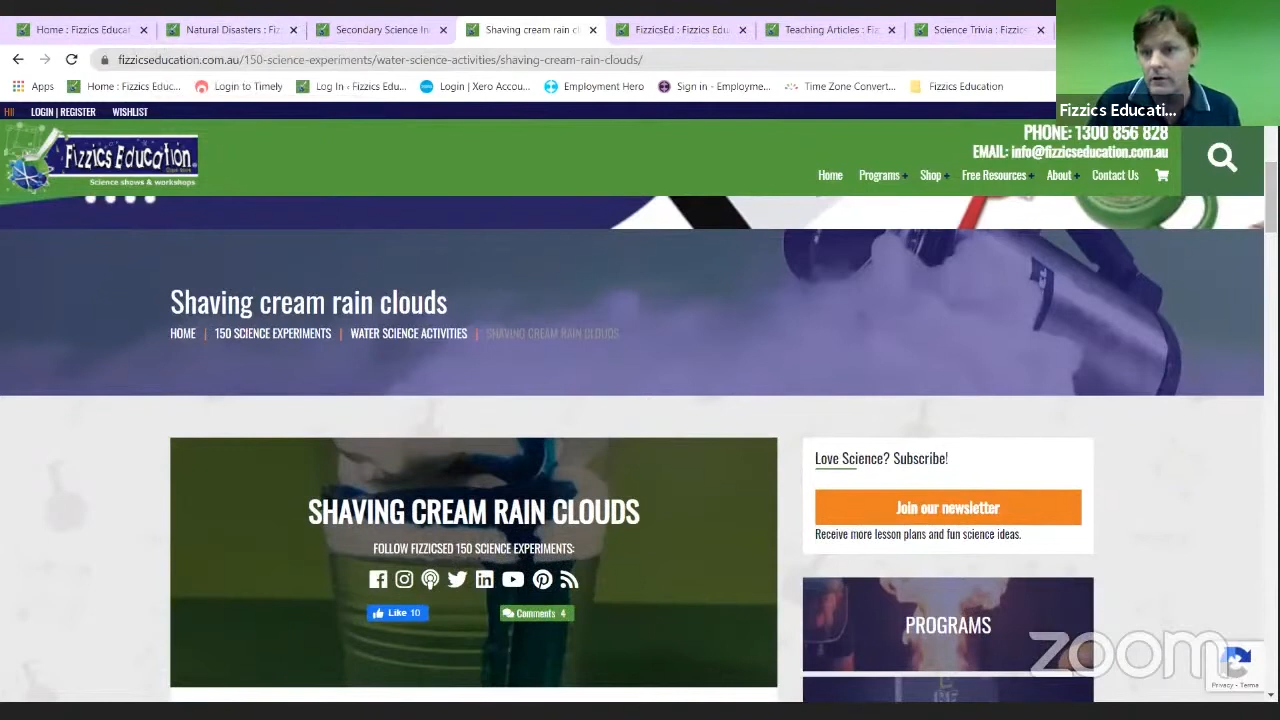 Home : Fizzics Educat
Natural Disasters : Fiz
Secondary Science In
Shaving cream rain cl
FizzicsEd : Fizzics Edu
Teaching Articles : Fiz
Science Trivia : Fizzics
fizzicseducation.com.au/150-science-experiments/water-science-activities/shaving-cream-rain-clouds/
Apps
Home : Fizzics Educ...
Login to Timely
Log In ‹ Fizzics Edu...
Login | Xero Accou...
Employment Hero
Sign in - Employme...
Time Zone Convert...
Fizzics Education
Fizzics Educati...
HI!
LOGIN | REGISTER
WISHLIST
Fizzics Education
Science shows & workshops
PHONE: 1300 856 828
EMAIL: info@fizzicseducation.com.au
Home
Programs
Shop
Free Resources
About
Contact Us
Shaving cream rain clouds
HOME | 150 SCIENCE EXPERIMENTS | WATER SCIENCE ACTIVITIES | SHAVING CREAM RAIN CLOUDS
SHAVING CREAM RAIN CLOUDS
FOLLOW FIZZICSED 150 SCIENCE EXPERIMENTS:
Like 10
Comments 4
Love Science? Subscribe!
Join our newsletter
Receive more lesson plans and fun science ideas.
PROGRAMS
zoom
Privacy - Terms